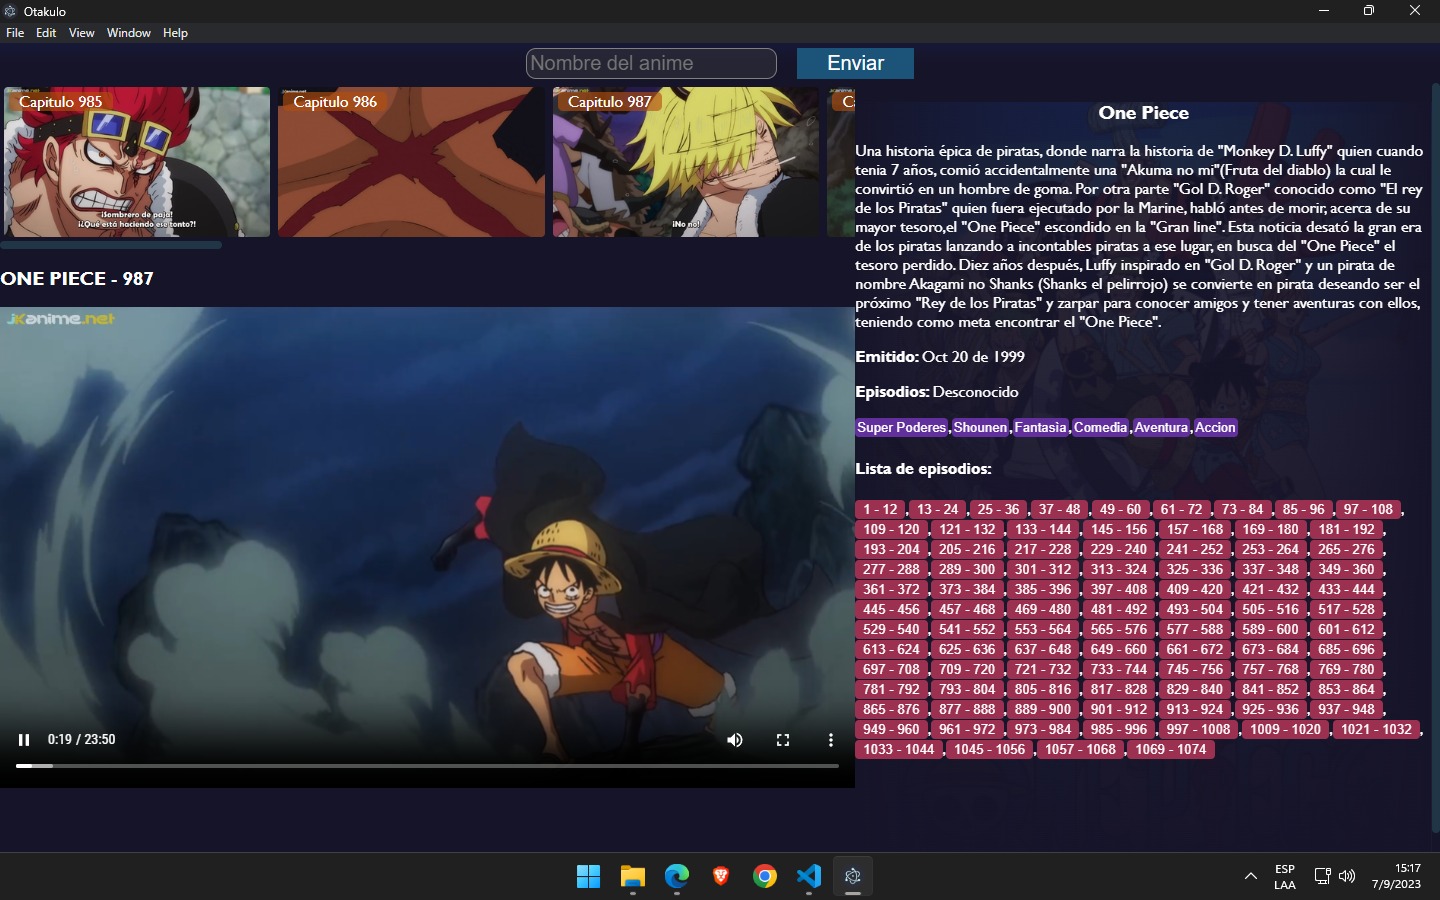 Otakulo
File Edit View Window Help
Nombre del anime Enviar
Capitulo 985
¡Sombrero de paja!
¡¿Qué está haciendo ese tonto?!
Capitulo 986
Capitulo 987
¡No no!
C
ONE PIECE - 987
jkanime.net
0:19 / 23:50
One Piece
Una historia épica de piratas, donde narra la historia de "Monkey D. Luffy" quien cuando
tenia 7 años, comió accidentalmente una "Akuma no mi"(Fruta del diablo) la cual le
convirtió en un hombre de goma. Por otra parte "Gol D. Roger" conocido como "El rey
de los Piratas" quien fuera ejecutado por la Marine, habló antes de morir, acerca de su
mayor tesoro,el "One Piece" escondido en la "Gran line". Esta noticia desató la gran era
de los piratas lanzando a incontables piratas a ese lugar, en busca del "One Piece" el
tesoro perdido. Diez años después, Luffy inspirado en "Gol D. Roger" y un pirata de
nombre Akagami no Shanks (Shanks el pelirrojo) se convierte en pirata deseando ser el
próximo "Rey de los Piratas" y zarpar para conocer amigos y tener aventuras con ellos,
teniendo como meta encontrar el "One Piece".
Emitido: Oct 20 de 1999
Episodios: Desconocido
Super Poderes , Shounen , Fantasia , Comedia , Aventura , Accion
Lista de episodios:
1 - 12 , 13 - 24 , 25 - 36 , 37 - 48 , 49 - 60 , 61 - 72 , 73 - 84 , 85 - 96 , 97 - 108 ,
109 - 120 , 121 - 132 , 133 - 144 , 145 - 156 , 157 - 168 , 169 - 180 , 181 - 192 ,
193 - 204 , 205 - 216 , 217 - 228 , 229 - 240 , 241 - 252 , 253 - 264 , 265 - 276 ,
277 - 288 , 289 - 300 , 301 - 312 , 313 - 324 , 325 - 336 , 337 - 348 , 349 - 360 ,
361 - 372 , 373 - 384 , 385 - 396 , 397 - 408 , 409 - 420 , 421 - 432 , 433 - 444 ,
445 - 456 , 457 - 468 , 469 - 480 , 481 - 492 , 493 - 504 , 505 - 516 , 517 - 528 ,
529 - 540 , 541 - 552 , 553 - 564 , 565 - 576 , 577 - 588 , 589 - 600 , 601 - 612 ,
613 - 624 , 625 - 636 , 637 - 648 , 649 - 660 , 661 - 672 , 673 - 684 , 685 - 696 ,
697 - 708 , 709 - 720 , 721 - 732 , 733 - 744 , 745 - 756 , 757 - 768 , 769 - 780 ,
781 - 792 , 793 - 804 , 805 - 816 , 817 - 828 , 829 - 840 , 841 - 852 , 853 - 864 ,
865 - 876 , 877 - 888 , 889 - 900 , 901 - 912 , 913 - 924 , 925 - 936 , 937 - 948 ,
949 - 960 , 961 - 972 , 973 - 984 , 985 - 996 , 997 - 1008 , 1009 - 1020 , 1021 - 1032 ,
1033 - 1044 , 1045 - 1056 , 1057 - 1068 , 1069 - 1074
ESP
LAA
15:17
7/9/2023